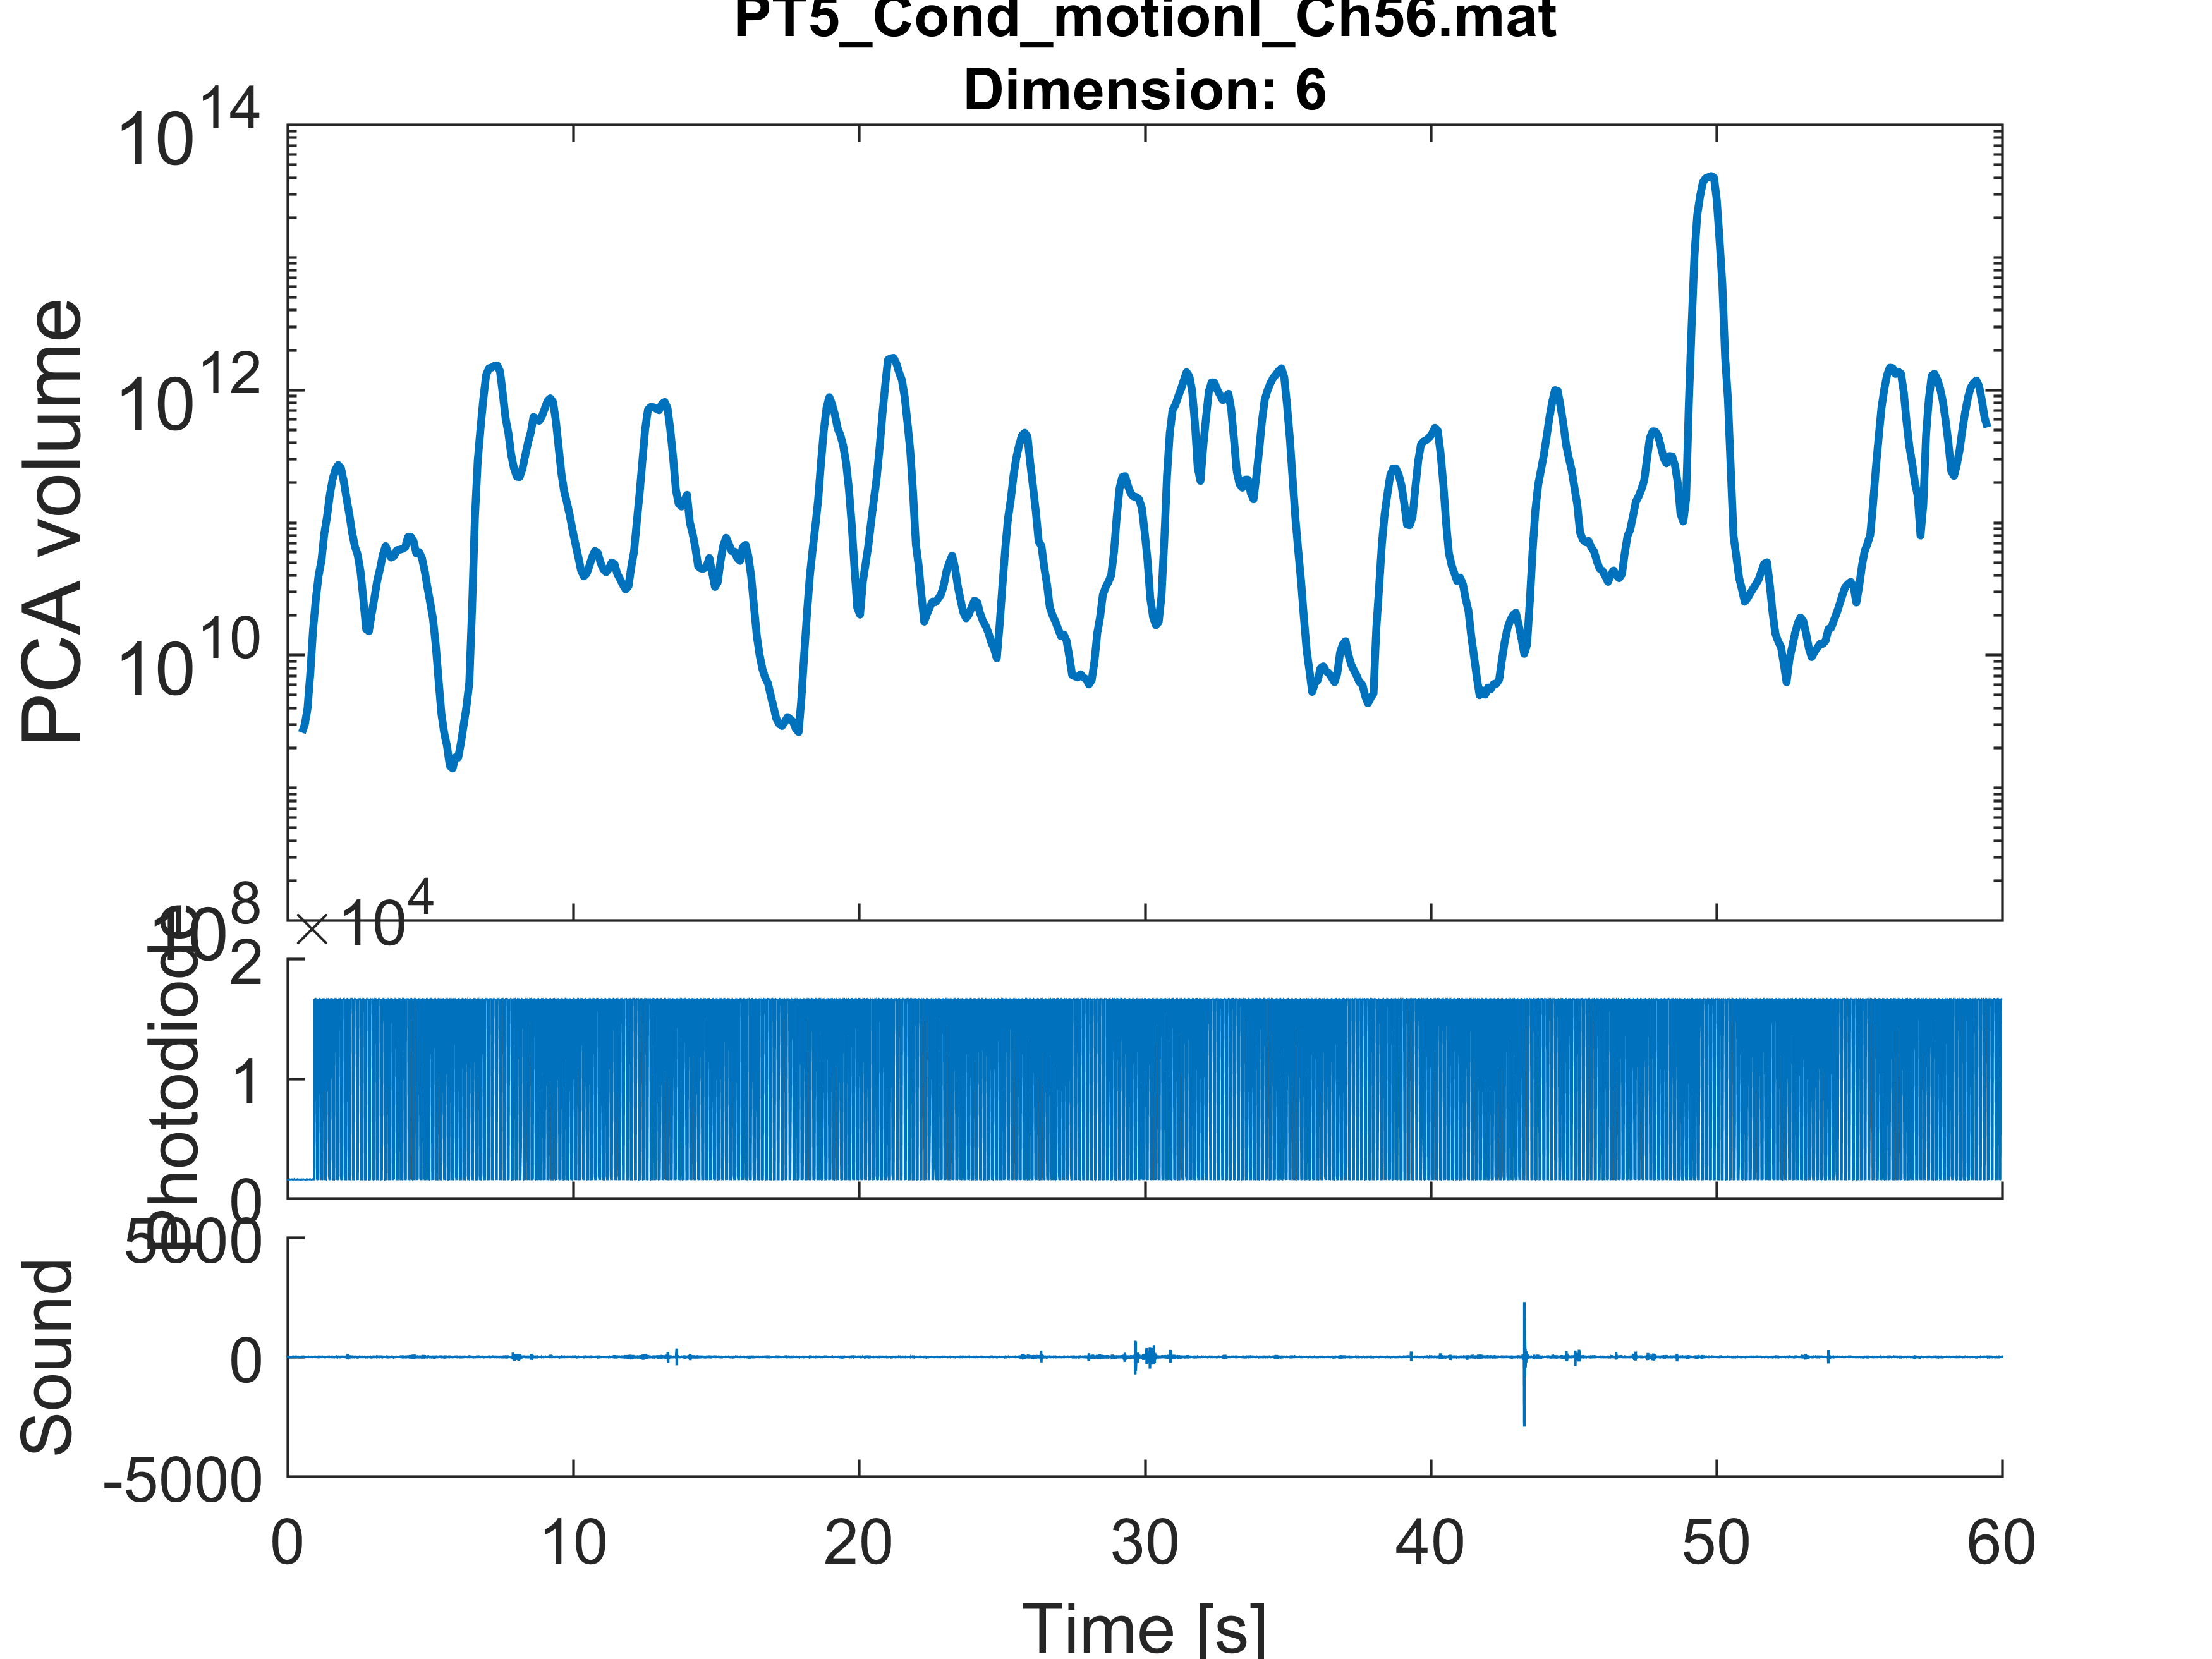 PT5_Cond_motionI_Ch56.mat
Dimension: 6
PCA volume
10^14
10^12
10^10
10^8
×10^4
Photodiode
2
1
0
Sound
5000
0
-5000
0 10 20 30 40 50 60
Time [s]